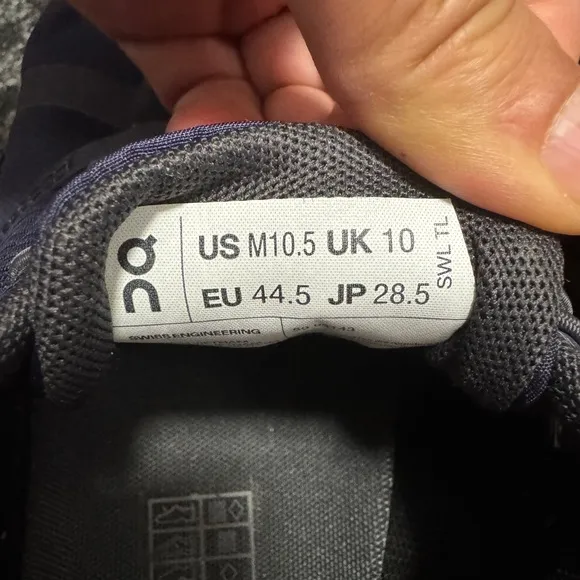 US M10.5 UK 10
EU 44.5 JP 28.5
SWL TL
SWISS ENGINEERING